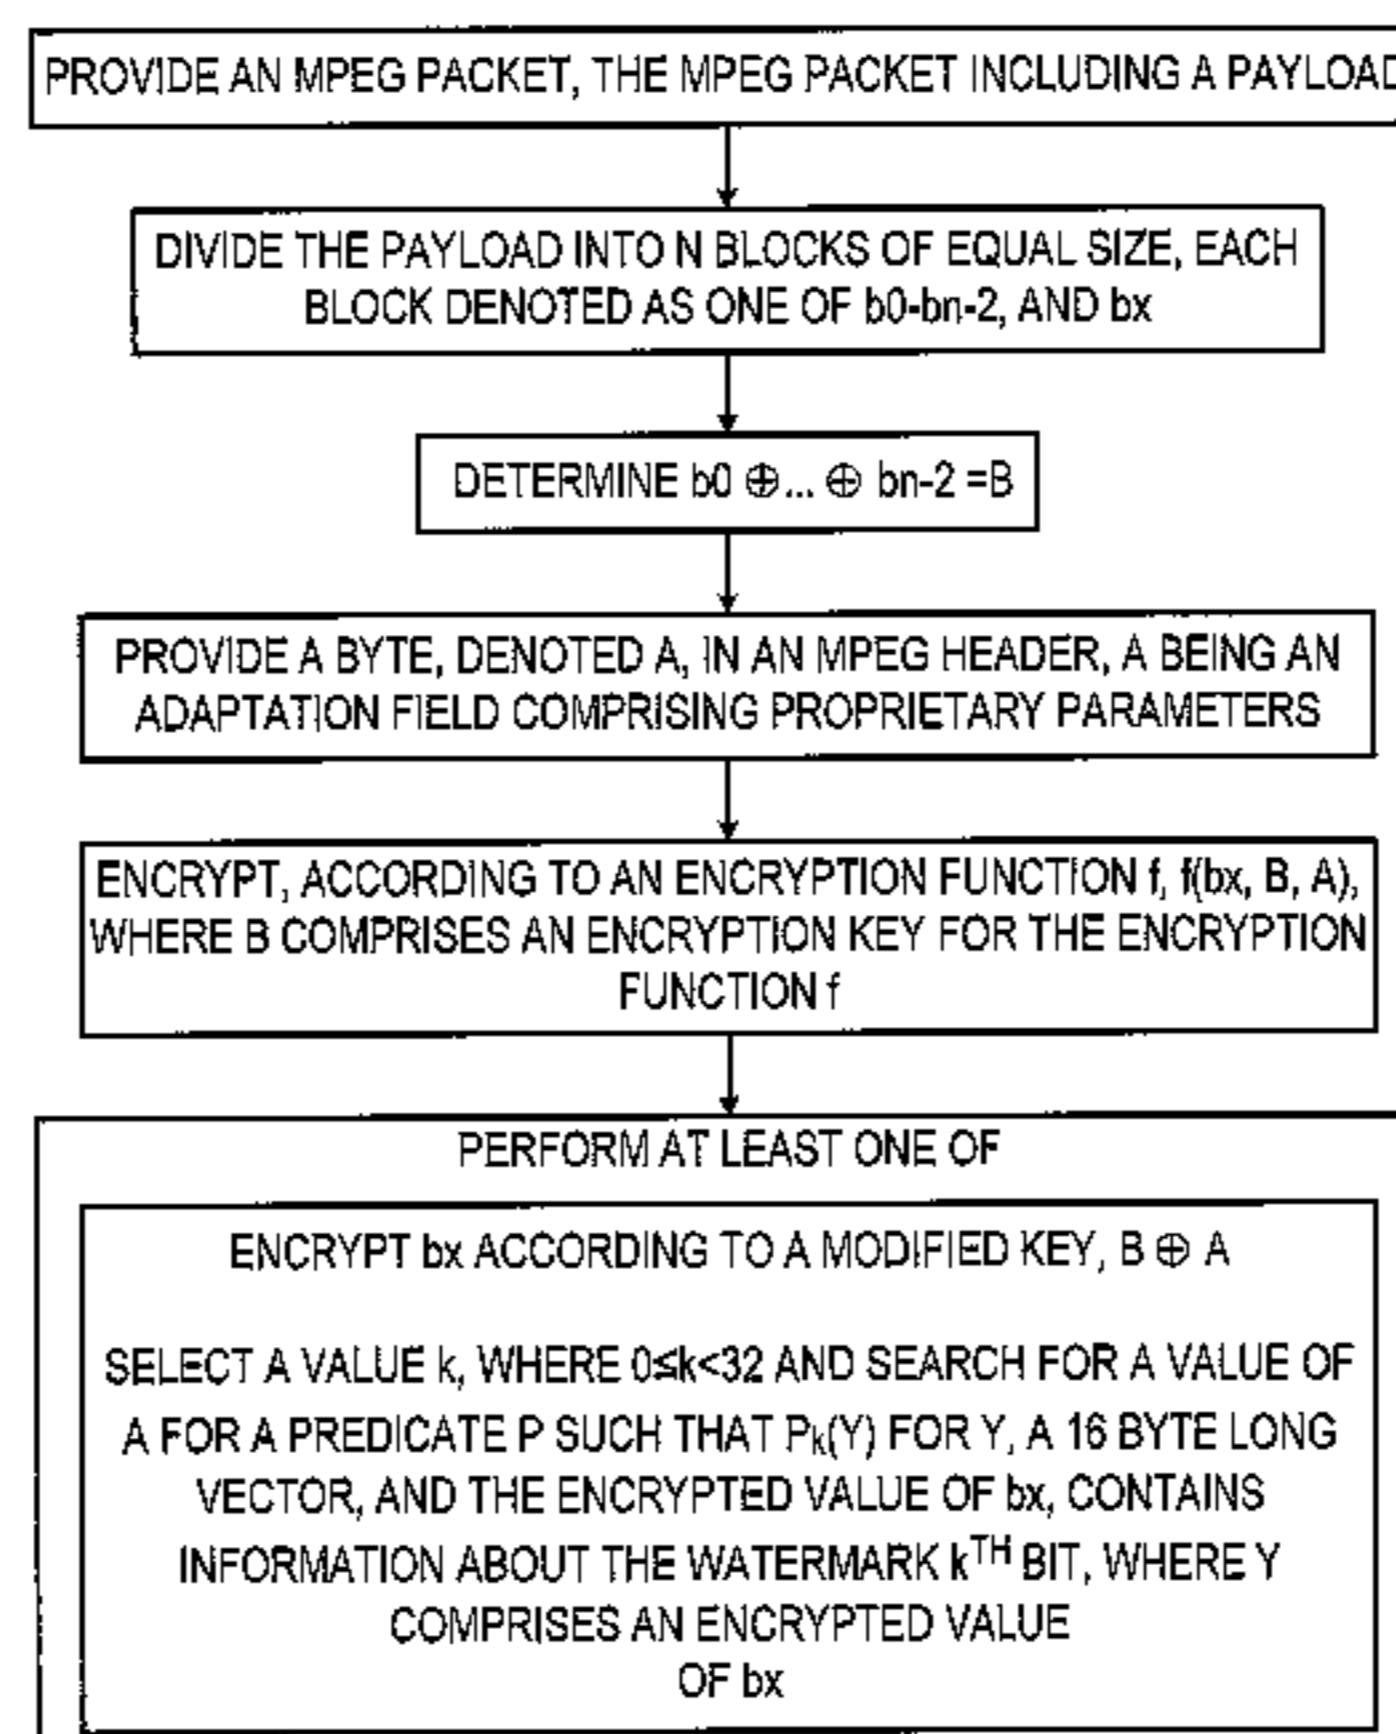 PROVIDE AN MPEG PACKET, THE MPEG PACKET INCLUDING A PAYLOAD
DIVIDE THE PAYLOAD INTO N BLOCKS OF EQUAL SIZE, EACH
BLOCK DENOTED AS ONE OF b0-bn-2, AND bx
DETERMINE b0 ⊕... ⊕ bn-2 =B
PROVIDE A BYTE, DENOTED A, IN AN MPEG HEADER, A BEING AN
ADAPTATION FIELD COMPRISING PROPRIETARY PARAMETERS
ENCRYPT, ACCORDING TO AN ENCRYPTION FUNCTION f, f(bx, B, A),
WHERE B COMPRISES AN ENCRYPTION KEY FOR THE ENCRYPTION
FUNCTION f
PERFORM AT LEAST ONE OF
ENCRYPT bx ACCORDING TO A MODIFIED KEY, B ⊕ A
SELECT A VALUE k, WHERE 0≤k<32 AND SEARCH FOR A VALUE OF
A FOR A PREDICATE P SUCH THAT Pk(Y) FOR Y, A 16 BYTE LONG
VECTOR, AND THE ENCRYPTED VALUE OF bx, CONTAINS
INFORMATION ABOUT THE WATERMARK kTH BIT, WHERE Y
COMPRISES AN ENCRYPTED VALUE
OF bx